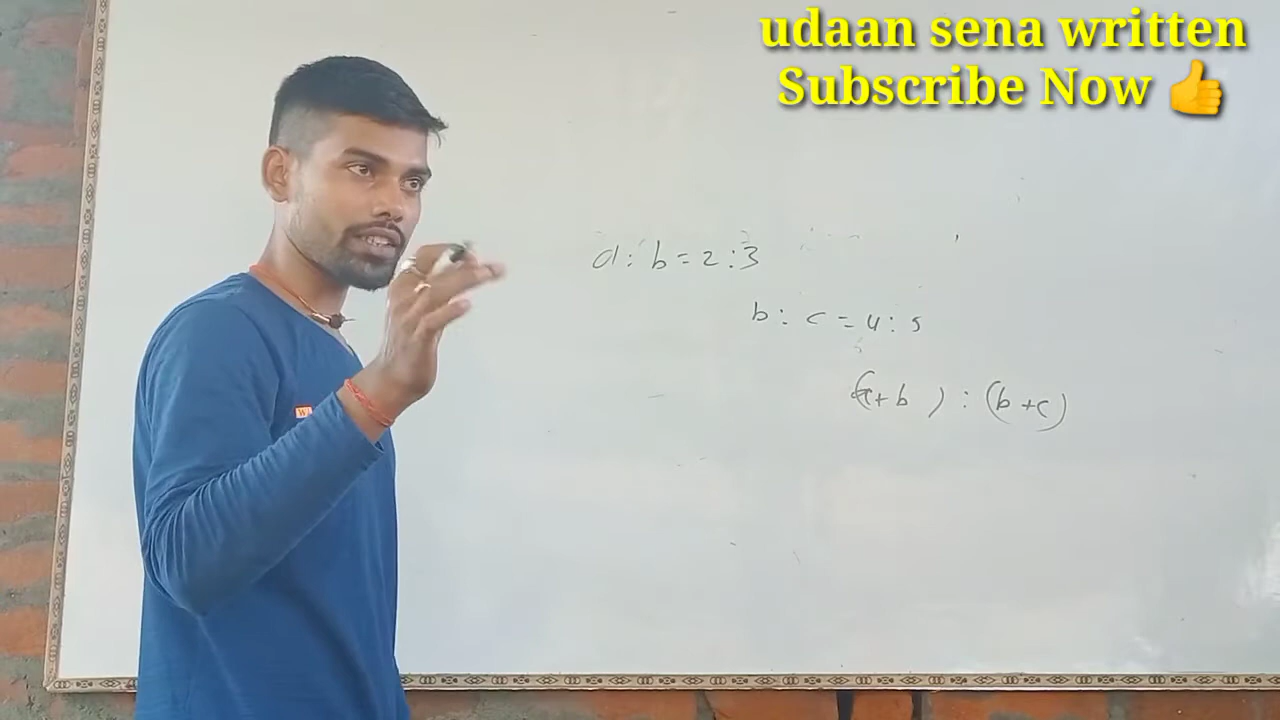 udaan sena written
Subscribe Now 👍
a : b = 2 : 3
b : c = 4 : 5
(a+b) : (b+c)